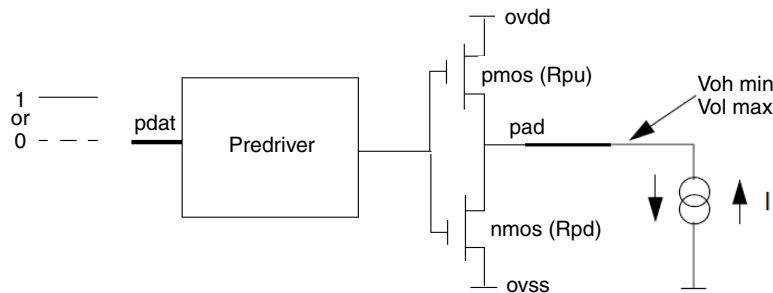 ovdd
pmos (Rpu)
Voh min
Vol max
1
or
0
pdat
Predriver
pad
I
nmos (Rpd)
ovss